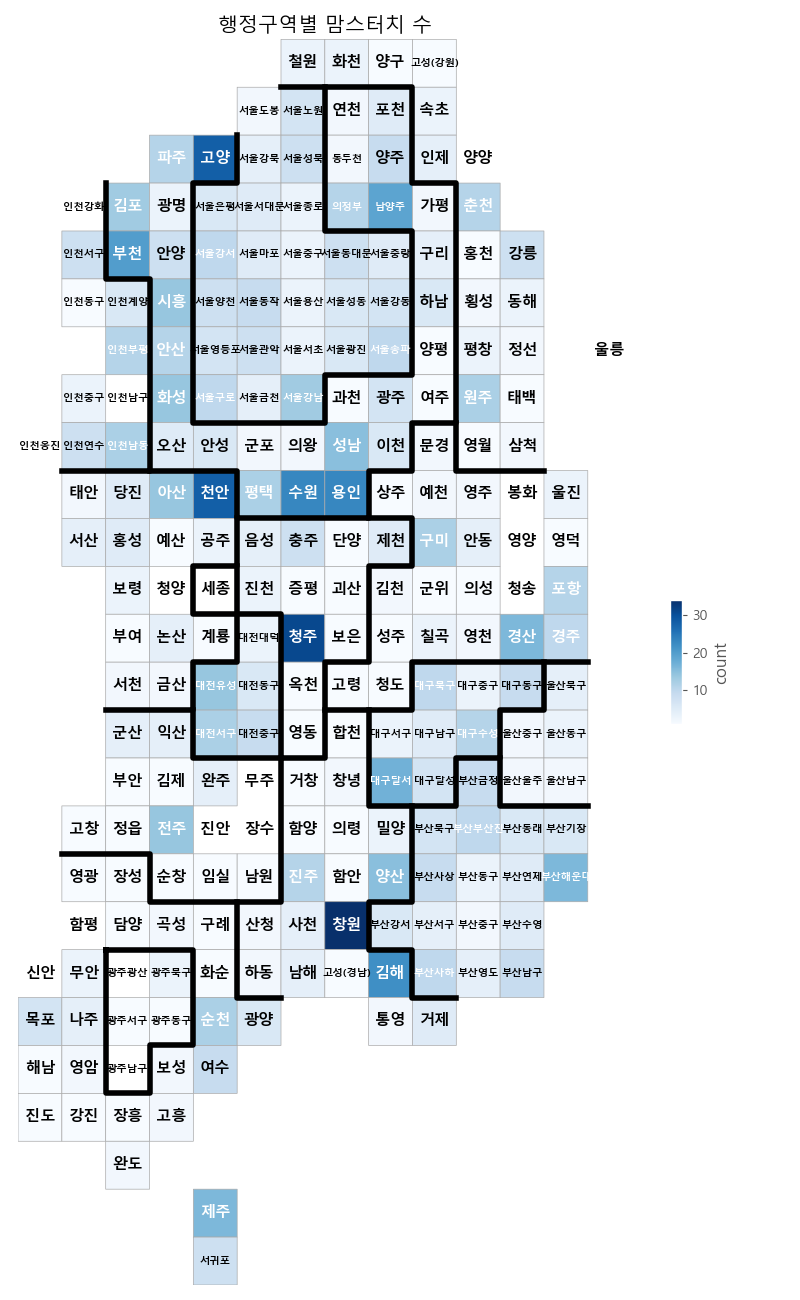 행정구역별 맘스터치 수
철원 화천 양구 고성(강원)
서울도봉 서울노원 연천 포천 속초
파주 고양 서울강북 서울성북 동두천 양주 인제 양양
인천강화 김포 광명 서울은평 서울서대문 서울종로 의정부 남양주 가평 춘천
인천서구 부천 안양 서울강서 서울마포 서울중구 서울동대문 서울중랑 구리 홍천 강릉
인천동구 인천계양 시흥 서울양천 서울동작 서울용산 서울성동 서울강동 하남 횡성 동해
인천부평 안산 서울영등포 서울관악 서울서초 서울광진 서울송파 양평 평창 정선 울릉
인천중구 인천남구 화성 서울구로 서울금천 서울강남 과천 광주 여주 원주 태백
인천옹진 인천연수 인천남동 오산 안성 군포 의왕 성남 이천 문경 영월 삼척
태안 당진 아산 천안 평택 수원 용인 상주 예천 영주 봉화 울진
서산 홍성 예산 공주 음성 충주 단양 제천 구미 안동 영양 영덕
보령 청양 세종 진천 증평 괴산 김천 군위 의성 청송 포항
부여 논산 계룡 대전대덕 청주 보은 성주 칠곡 영천 경산 경주
서천 금산 대전유성 대전동구 옥천 고령 청도 대구북구 대구중구 대구동구 울산북구
군산 익산 대전서구 대전중구 영동 합천 대구서구 대구남구 대구수성 울산중구 울산동구
부안 김제 완주 무주 거창 창녕 대구달서 대구달성 부산금정 울산울주 울산남구
고창 정읍 전주 진안 장수 함양 의령 밀양 부산북구 부산부산진 부산동래 부산기장
영광 장성 순창 임실 남원 진주 함안 양산 부산사상 부산동구 부산연제 부산해운대
함평 담양 곡성 구례 산청 사천 창원 부산강서 부산서구 부산중구 부산수영
신안 무안 광주광산 광주북구 화순 하동 남해 고성(경남) 김해 부산사하 부산영도 부산남구
목포 나주 광주서구 광주동구 순천 광양 통영 거제
해남 영암 광주남구 보성 여수
진도 강진 장흥 고흥
완도
제주
서귀포
30
20
10
count